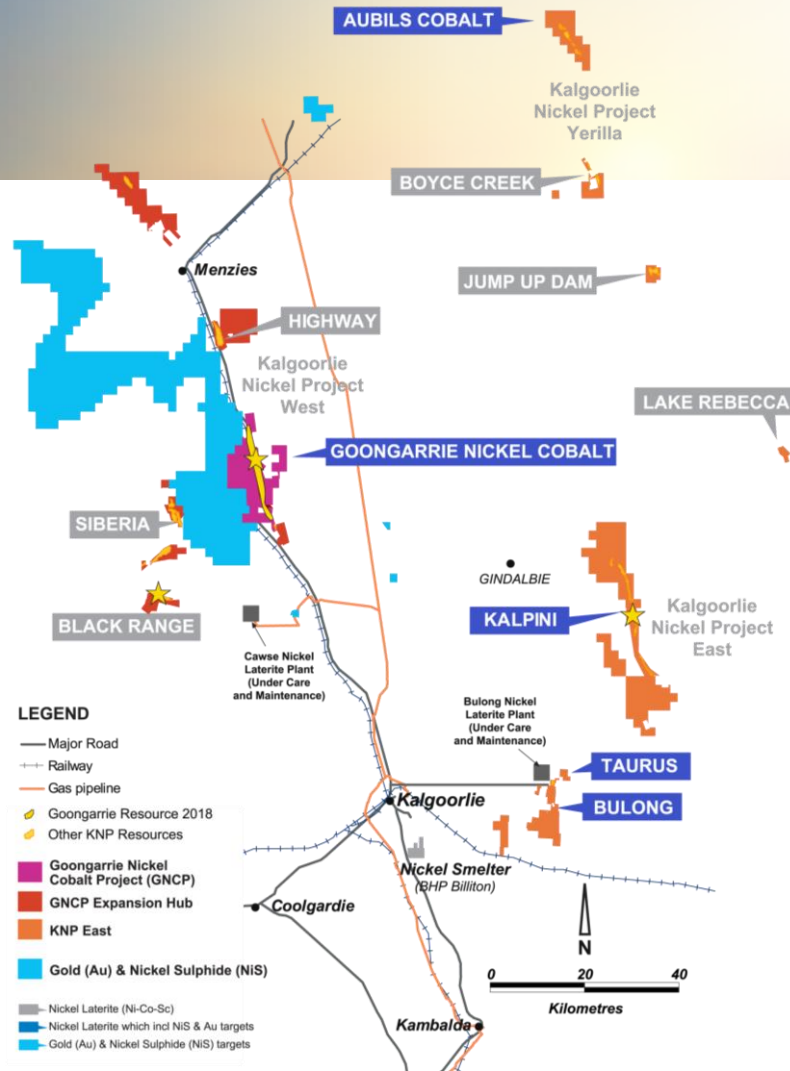 AUBILS COBALT
Kalgoorlie
Nickel Project
Yerilla
BOYCE CREEK
Menzies
JUMP UP DAM
HIGHWAY
Kalgoorlie
Nickel Project
West
LAKE REBECCA
GOONGARRIE NICKEL COBALT
SIBERIA
GINDALBIE
KALPINI
Kalgoorlie
Nickel Project
East
BLACK RANGE
Cawse Nickel
Laterite Plant
(Under Care
and Maintenance)
Bulong Nickel
Laterite Plant
(Under Care
and Maintenance)
TAURUS
BULONG
Kalgoorlie
Nickel Smelter
(BHP Billiton)
Coolgardie
Kambalda
N
0 20 40
Kilometres
LEGEND
Major Road
Railway
Gas pipeline
Goongarrie Resource 2018
Other KNP Resources
Goongarrie Nickel
Cobalt Project (GNCP)
GNCP Expansion Hub
KNP East
Gold (Au) & Nickel Sulphide (NiS)
Nickel Laterite (Ni-Co-Sc)
Nickel Laterite which incl NiS & Au targets
Gold (Au) & Nickel Sulphide (NiS) targets